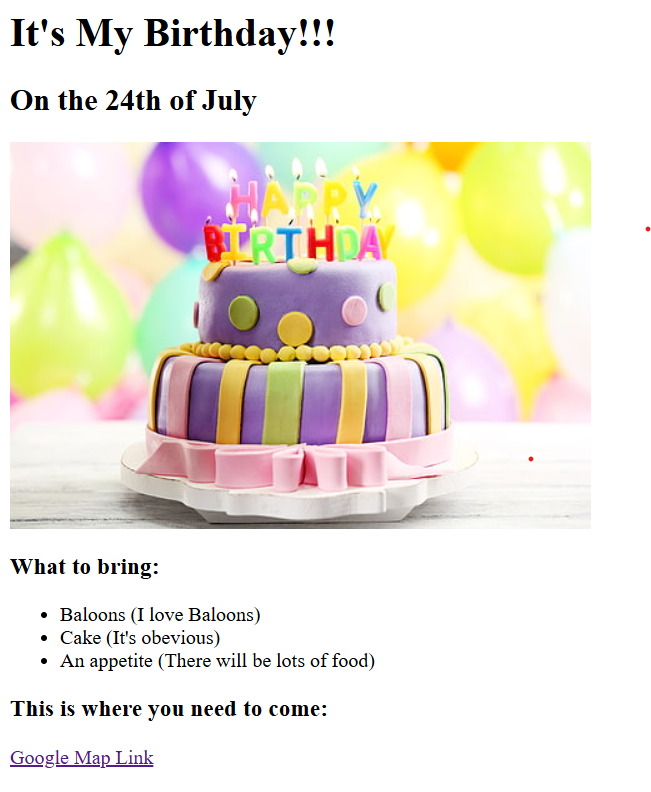 It's My Birthday!!!
On the 24th of July
HAPPY
BIRTHDAY
What to bring:
Baloons (I love Baloons)
Cake (It's obevious)
An appetite (There will be lots of food)
This is where you need to come:
Google Map Link